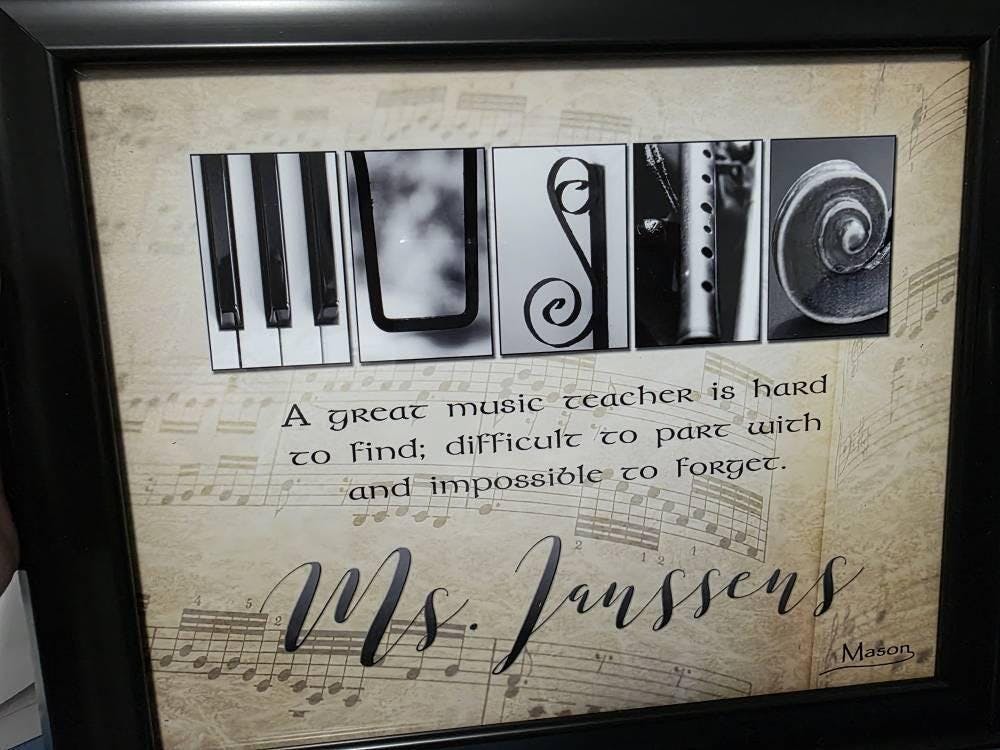 MUSIC
A great music teacher is hard
to find; difficult to part with
and impossible to forget.
Ms. Janssens
Mason